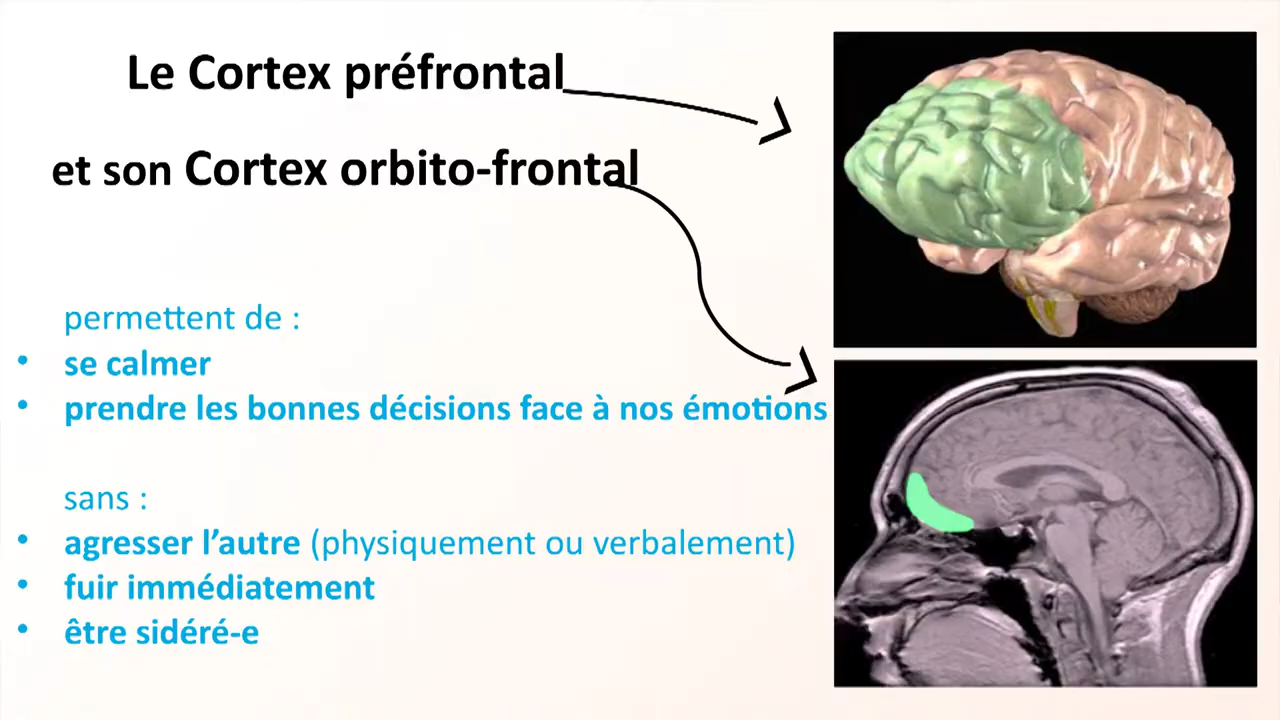 Le Cortex préfrontal
et son Cortex orbito-frontal
permettent de :
• se calmer
• prendre les bonnes décisions face à nos émotions
sans :
• agresser l’autre (physiquement ou verbalement)
• fuir immédiatement
• être sidéré-e